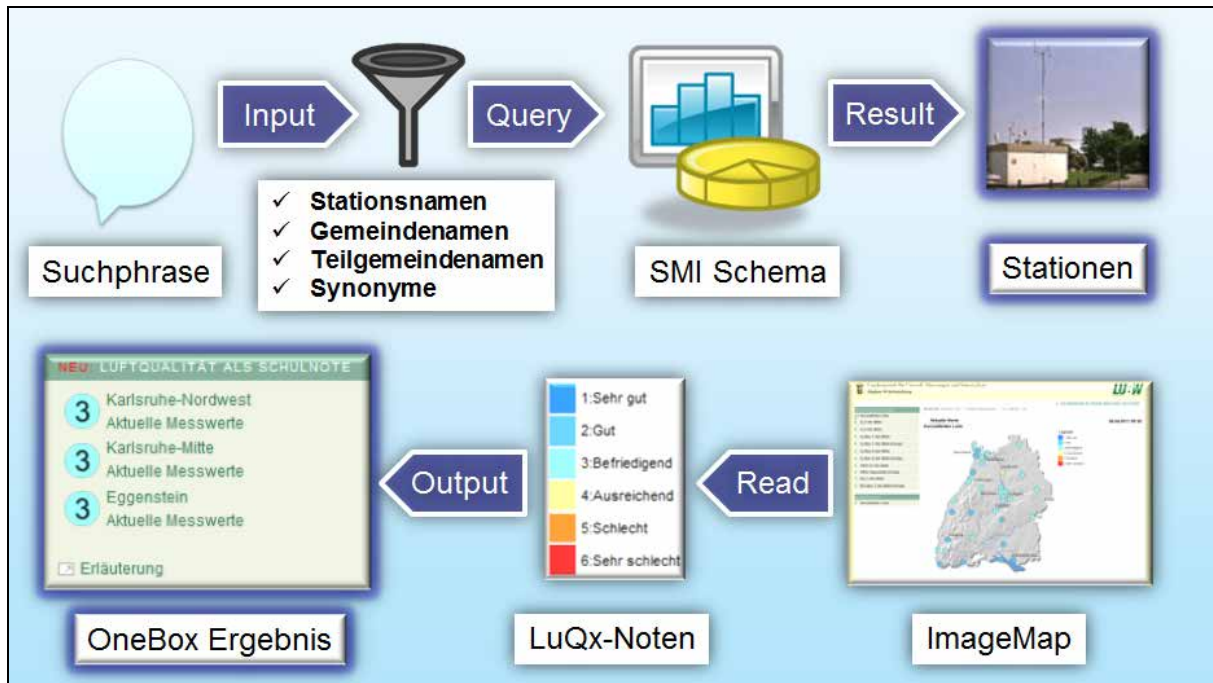 Input
Query
Result
✓ Stationsnamen
✓ Gemeindenamen
✓ Teilgemeindenamen
✓ Synonyme
Suchphrase
SMI Schema
Stationen
NEU: LUFTQUALITÄT ALS SCHULNOTE
3 Karlsruhe-Nordwest
Aktuelle Messwerte
3 Karlsruhe-Mitte
Aktuelle Messwerte
3 Eggenstein
Aktuelle Messwerte
Erläuterung
Output
1:Sehr gut
2:Gut
3:Befriedigend
4:Ausreichend
5:Schlecht
6:Sehr schlecht
Read
LU:W
OneBox Ergebnis
LuQx-Noten
ImageMap